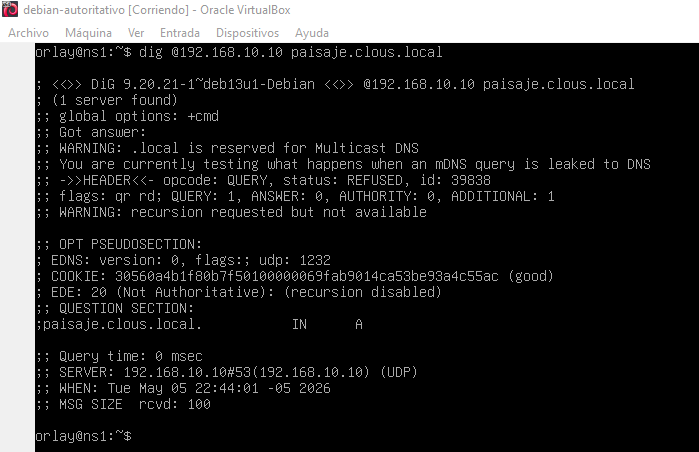 debian-autoritativo [Corriendo] - Oracle VirtualBox
Archivo Máquina Ver Entrada Dispositivos Ayuda
orlay@ns1:~$ dig @192.168.10.10 paisaje.clous.local
; <<>> DiG 9.20.21-1~deb13u1-Debian <<>> @192.168.10.10 paisaje.clous.local
; (1 server found)
;; global options: +cmd
;; Got answer:
;; WARNING: .local is reserved for Multicast DNS
;; You are currently testing what happens when an mDNS query is leaked to DNS
;; ->>HEADER<<- opcode: QUERY, status: REFUSED, id: 39838
;; flags: qr rd; QUERY: 1, ANSWER: 0, AUTHORITY: 0, ADDITIONAL: 1
;; WARNING: recursion requested but not available
;; OPT PSEUDOSECTION:
; EDNS: version: 0, flags:; udp: 1232
; COOKIE: 30560a4b1f80b7f50100000069fab9014ca53be93a4c55ac (good)
; EDE: 20 (Not Authoritative): (recursion disabled)
;; QUESTION SECTION:
;paisaje.clous.local. IN A
;; Query time: 0 msec
;; SERVER: 192.168.10.10#53(192.168.10.10) (UDP)
;; WHEN: Tue May 05 22:44:01 -05 2026
;; MSG SIZE rcvd: 100
orlay@ns1:~$